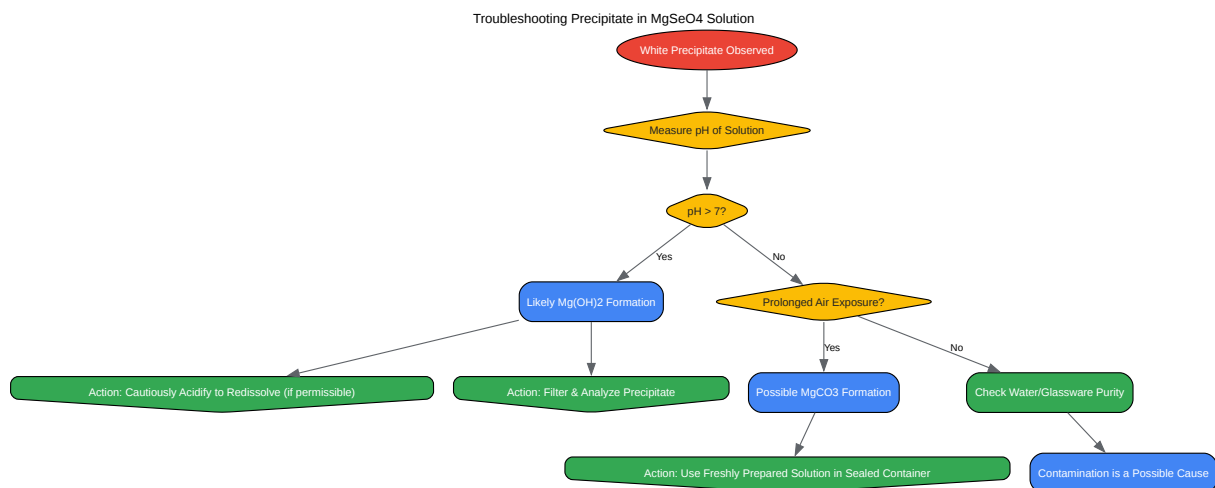 Troubleshooting Precipitate in MgSeO4 Solution
White Precipitate Observed
Measure pH of Solution
pH > 7?
Yes
No
Likely Mg(OH)2 Formation
Prolonged Air Exposure?
Yes
No
Action: Cautiously Acidify to Redissolve (if permissible)
Action: Filter & Analyze Precipitate
Possible MgCO3 Formation
Check Water/Glassware Purity
Action: Use Freshly Prepared Solution in Sealed Container
Contamination is a Possible Cause